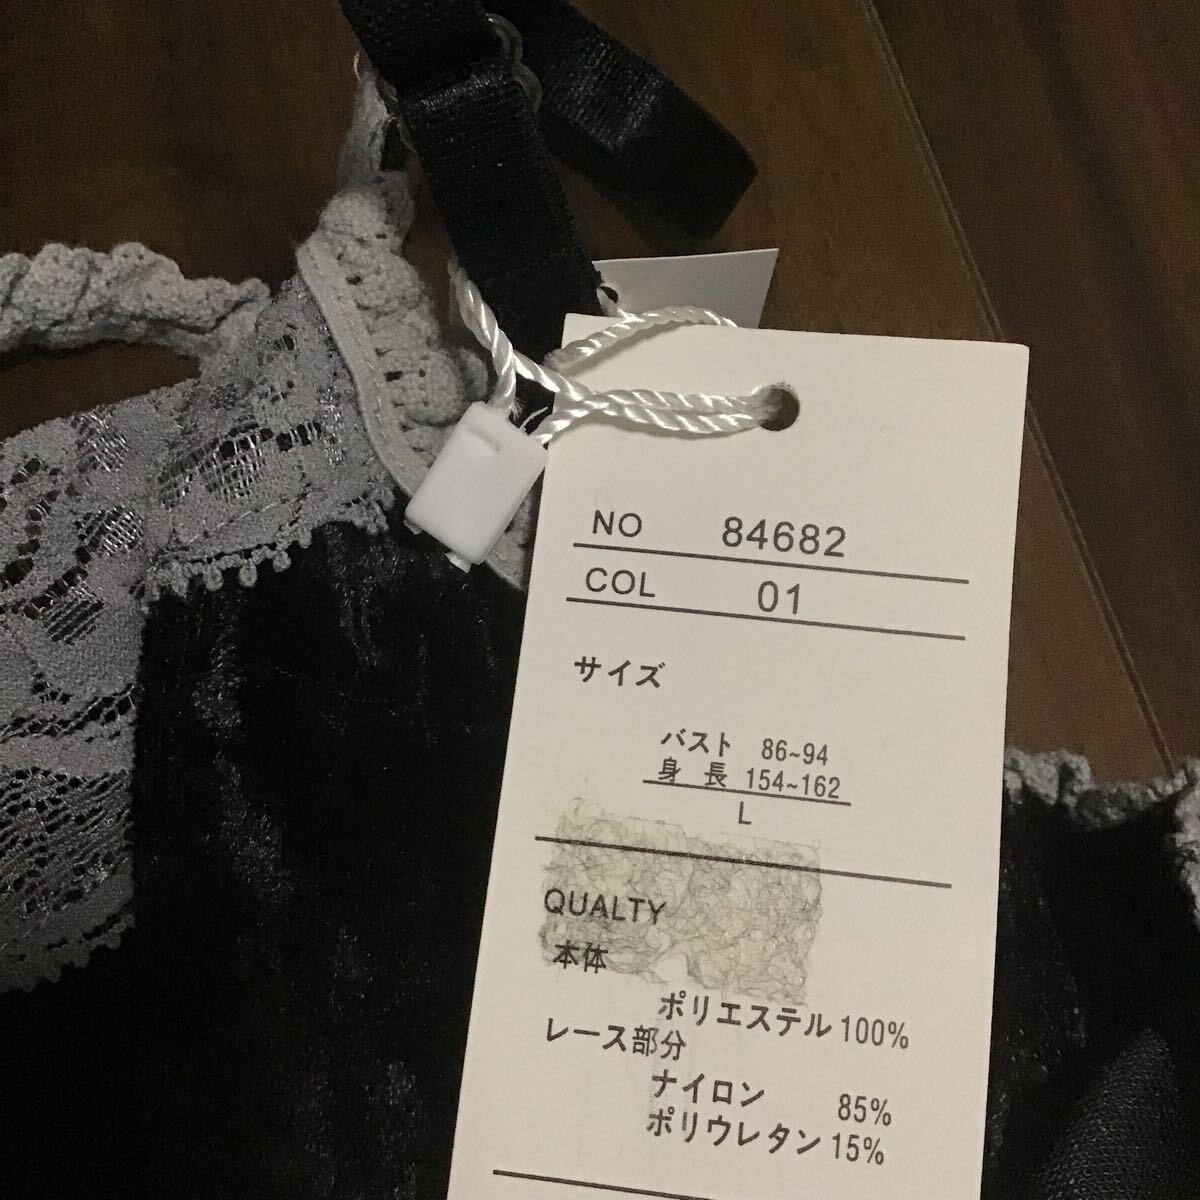 NO 84682
COL 01
サイズ
バスト 86~94
身 長 154~162
L
QUALTY
本体
ポリエステル 100%
レース部分
ナイロン 85%
ポリウレタン 15%